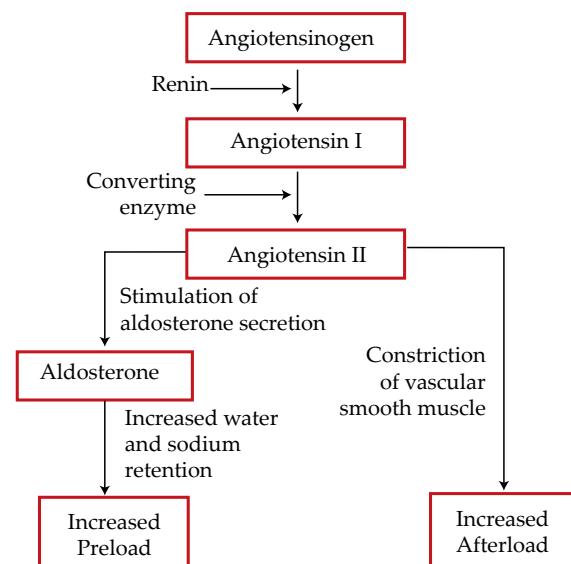 Angiotensinogen
Renin
Angiotensin I
Converting
enzyme
Angiotensin II
Stimulation of
aldosterone secretion
Aldosterone
Constriction
of vascular
smooth muscle
Increased water
and sodium
retention
Increased
Preload
Increased
Afterload